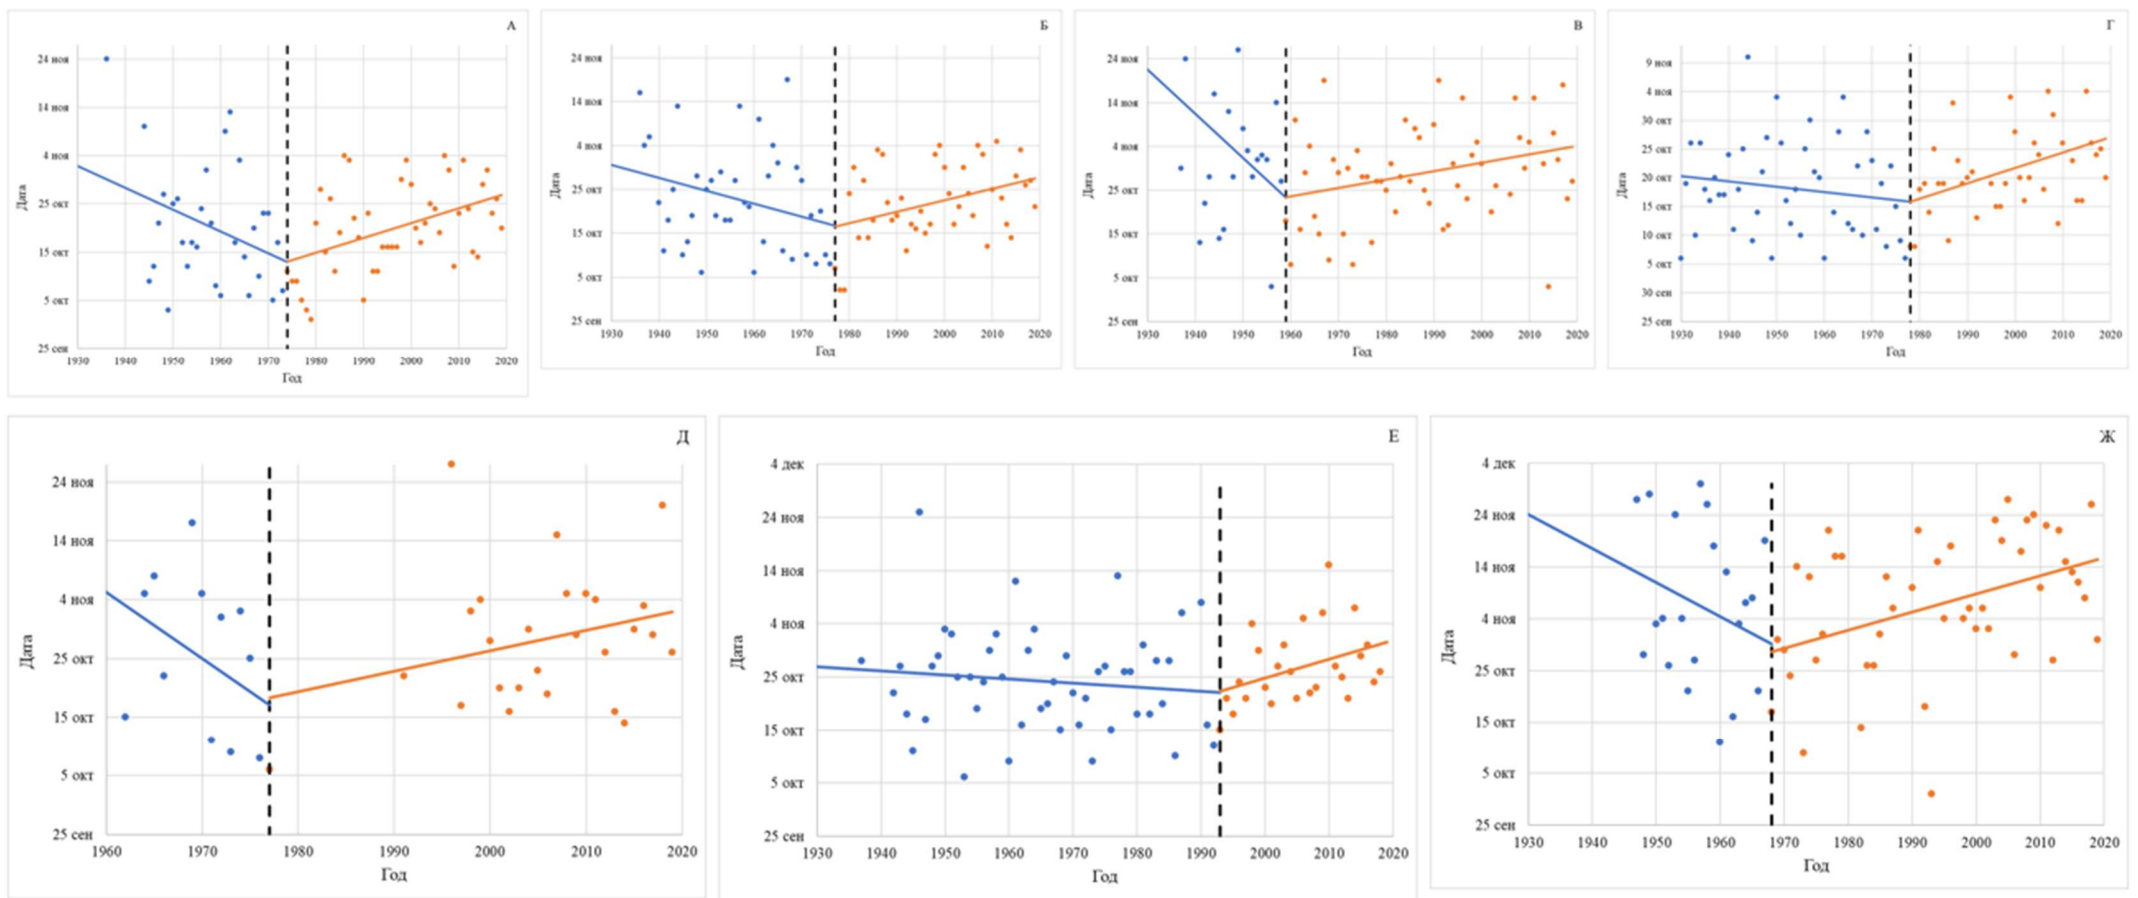 А
24 ноя
14 ноя
4 ноя
25 окт
15 окт
5 окт
25 сен
Дата
1930 1940 1950 1960 1970 1980 1990 2000 2010 2020
Год
Б
24 ноя
14 ноя
4 ноя
25 окт
15 окт
5 окт
25 сен
Дата
1930 1940 1950 1960 1970 1980 1990 2000 2010 2020
Год
В
24 ноя
14 ноя
4 ноя
25 окт
15 окт
5 окт
25 сен
Дата
1930 1940 1950 1960 1970 1980 1990 2000 2010 2020
Год
Г
9 ноя
4 ноя
30 окт
25 окт
20 окт
15 окт
10 окт
5 окт
30 сен
25 сен
Дата
1930 1940 1950 1960 1970 1980 1990 2000 2010 2020
Год
Д
24 ноя
14 ноя
4 ноя
25 окт
15 окт
5 окт
25 сен
Дата
1960 1970 1980 1990 2000 2010 2020
Год
Е
4 дек
24 ноя
14 ноя
4 ноя
25 окт
15 окт
5 окт
25 сен
Дата
1930 1940 1950 1960 1970 1980 1990 2000 2010 2020
Год
Ж
4 дек
24 ноя
14 ноя
4 ноя
25 окт
15 окт
5 окт
25 сен
Дата
1930 1940 1950 1960 1970 1980 1990 2000 2010 2020
Год